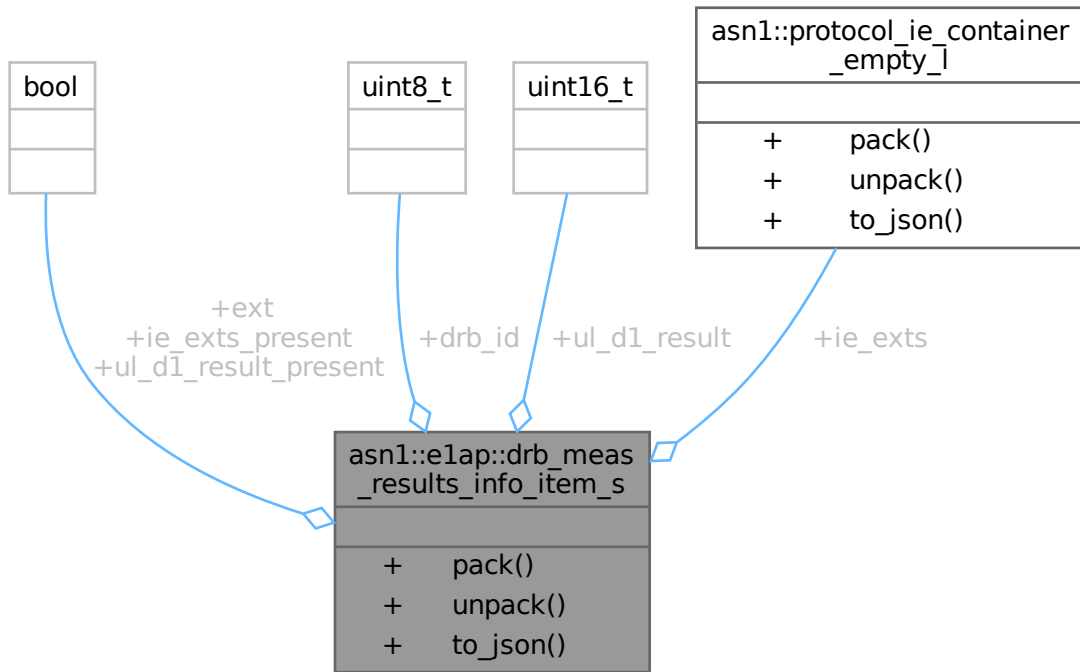 asn1::protocol_ie_container
_empty_l
bool
uint8_t
uint16_t
+ pack()
+ unpack()
+ to_json()
+ext
+ie_exts_present
+ul_d1_result_present
+drb_id
+ul_d1_result
+ie_exts
asn1::e1ap::drb_meas
_results_info_item_s
+ pack()
+ unpack()
+ to_json()